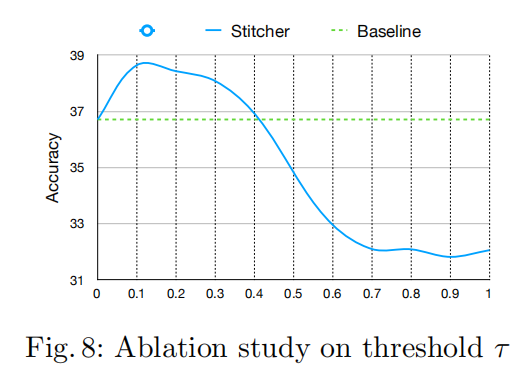 Stitcher Baseline
39
37
35
33
31
Accuracy
0 0.1 0.2 0.3 0.4 0.5 0.6 0.7 0.8 0.9 1
Fig. 8: Ablation study on threshold τ